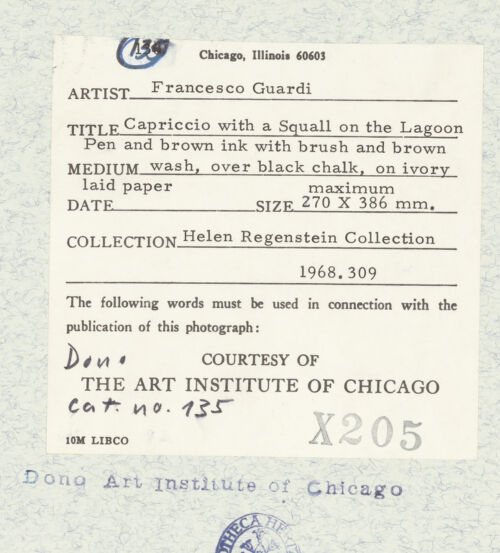 135
Chicago, Illinois 60603
ARTIST Francesco Guardi
TITLE Capriccio with a Squall on the Lagoon
Pen and brown ink with brush and brown
MEDIUM wash, over black chalk, on ivory
laid paper maximum
DATE SIZE 270 X 386 mm.
COLLECTION Helen Regenstein Collection
1968.309
The following words must be used in connection with the
publication of this photograph:
Dono COURTESY OF
THE ART INSTITUTE OF CHICAGO
cat. no. 135
X205
10M LIBCO
Dono Art Institute of Chicago